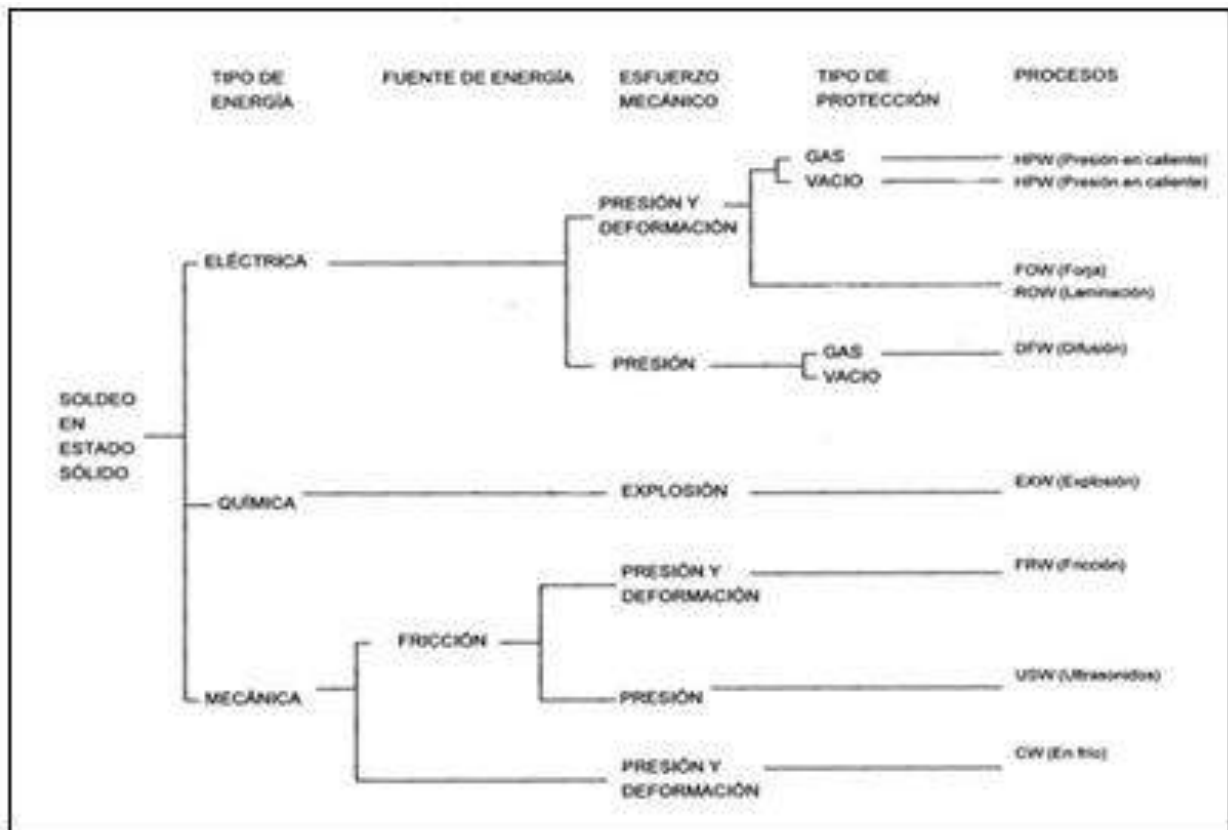 TIPO DE
ENERGÍA
FUENTE DE ENERGÍA
ESFUERZO
MECÁNICO
TIPO DE
PROTECCIÓN
PROCESOS
GAS
HPW (Presión en caliente)
VACIO
HPW (Presión en caliente)
PRESIÓN Y
DEFORMACIÓN
ELÉCTRICA
FOW (Forja)
ROW (Laminación)
PRESIÓN
GAS
DFW (Difusión)
VACIO
SOLDEO
EN
ESTADO
SÓLIDO
QUÍMICA
EXPLOSIÓN
EXW (Explosión)
PRESIÓN Y
DEFORMACIÓN
FRW (Fricción)
FRICCIÓN
MECÁNICA
PRESIÓN
USW (Ultrasonidos)
PRESIÓN Y
DEFORMACIÓN
CW (En frío)